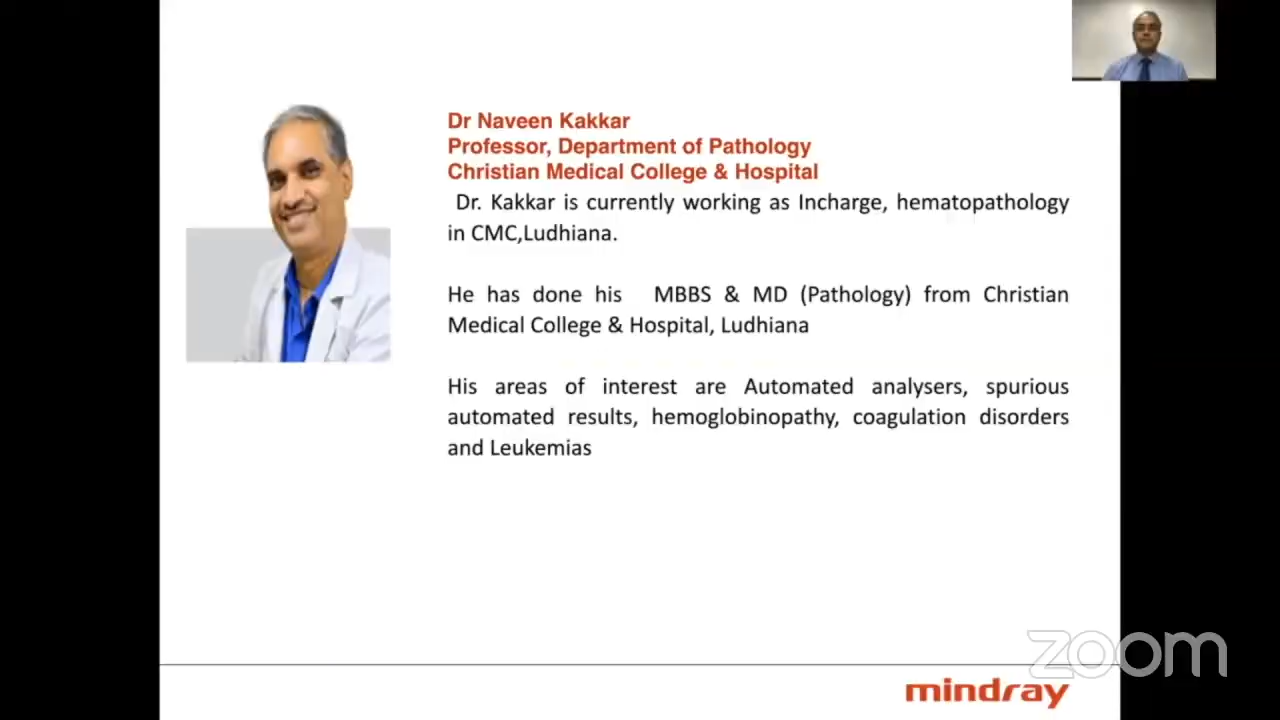 Dr Naveen Kakkar
Professor, Department of Pathology
Christian Medical College & Hospital
Dr. Kakkar is currently working as Incharge, hematopathology
in CMC,Ludhiana.
He has done his MBBS & MD (Pathology) from Christian
Medical College & Hospital, Ludhiana
His areas of interest are Automated analysers, spurious
automated results, hemoglobinopathy, coagulation disorders
and Leukemias
zoom
mindray